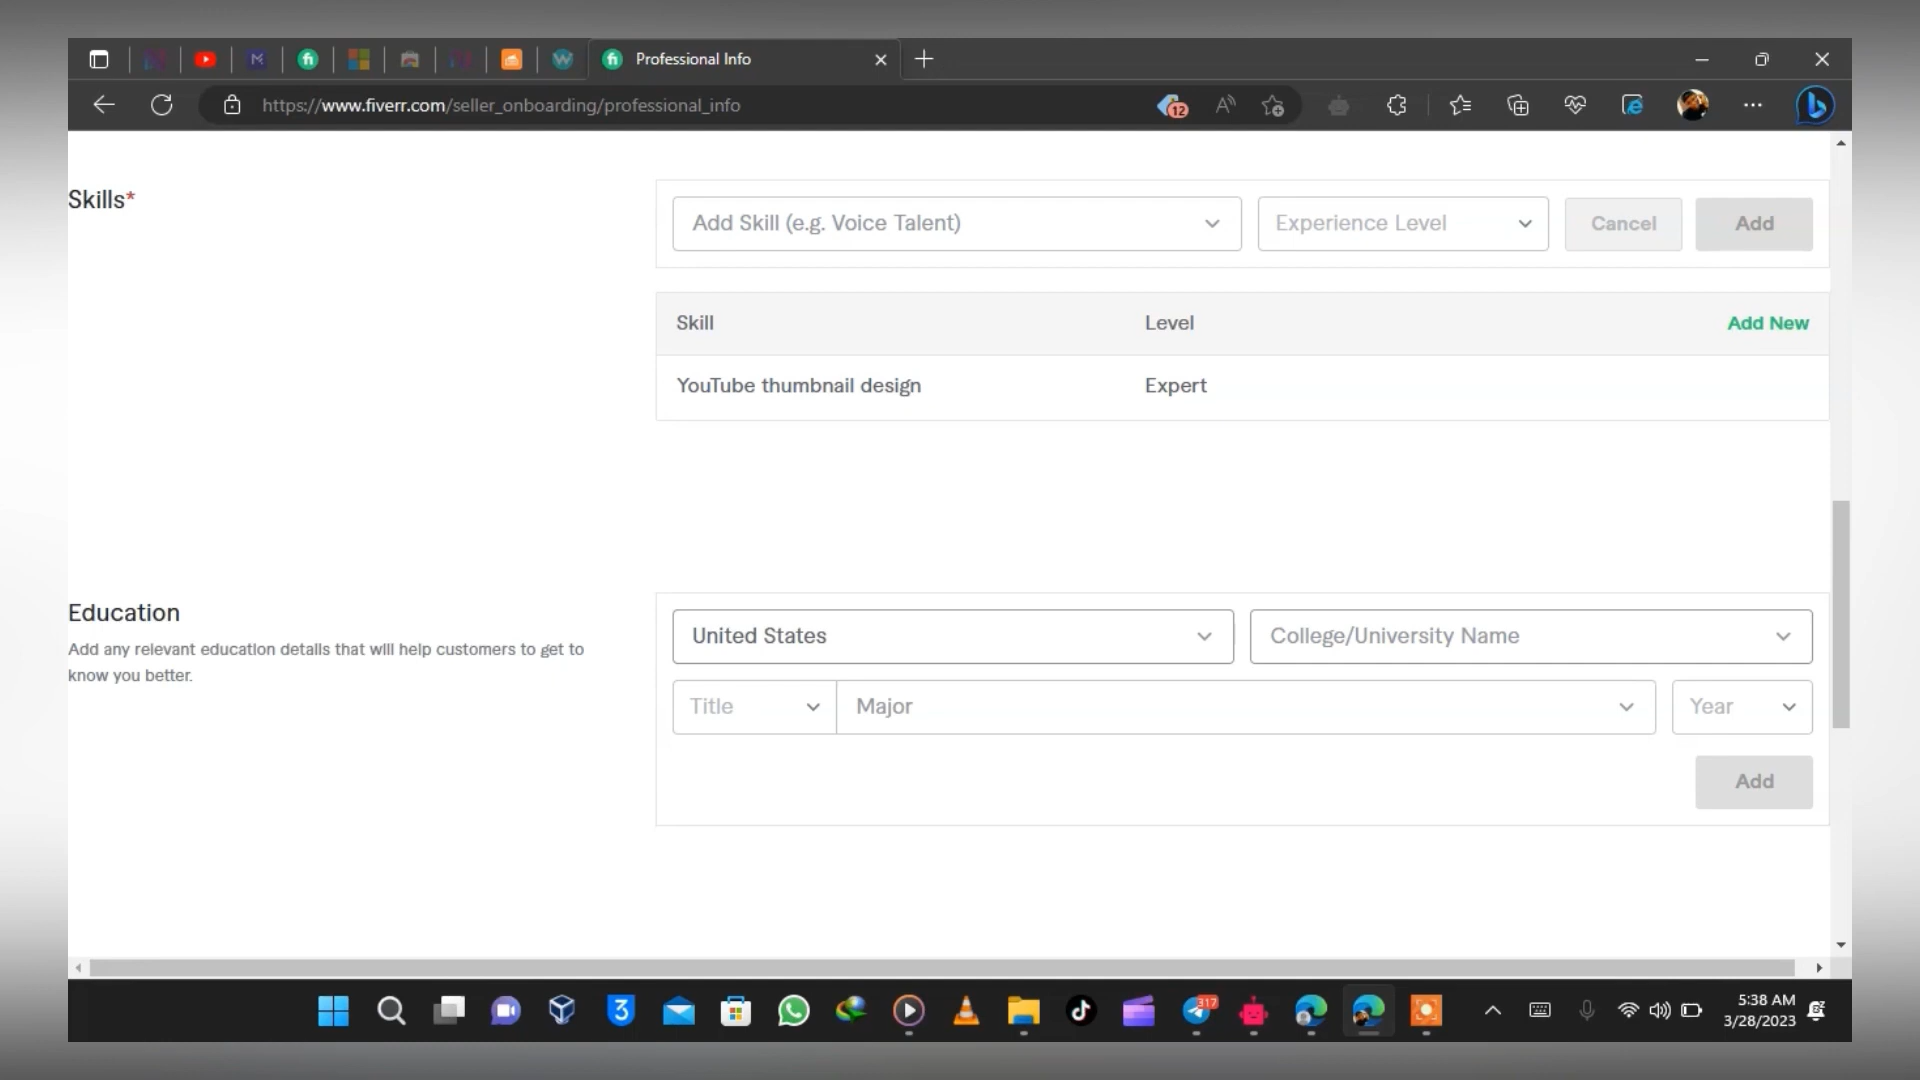 Professional Info
https://www.fiverr.com/seller_onboarding/professional_info
12
Skills*
Add Skill (e.g. Voice Talent)
Experience Level
Cancel
Add
Skill
Level
Add New
YouTube thumbnail design
Expert
Education
Add any relevant education details that will help customers to get to
know you better.
United States
College/University Name
Title
Major
Year
Add
317
5:38 AM
3/28/2023